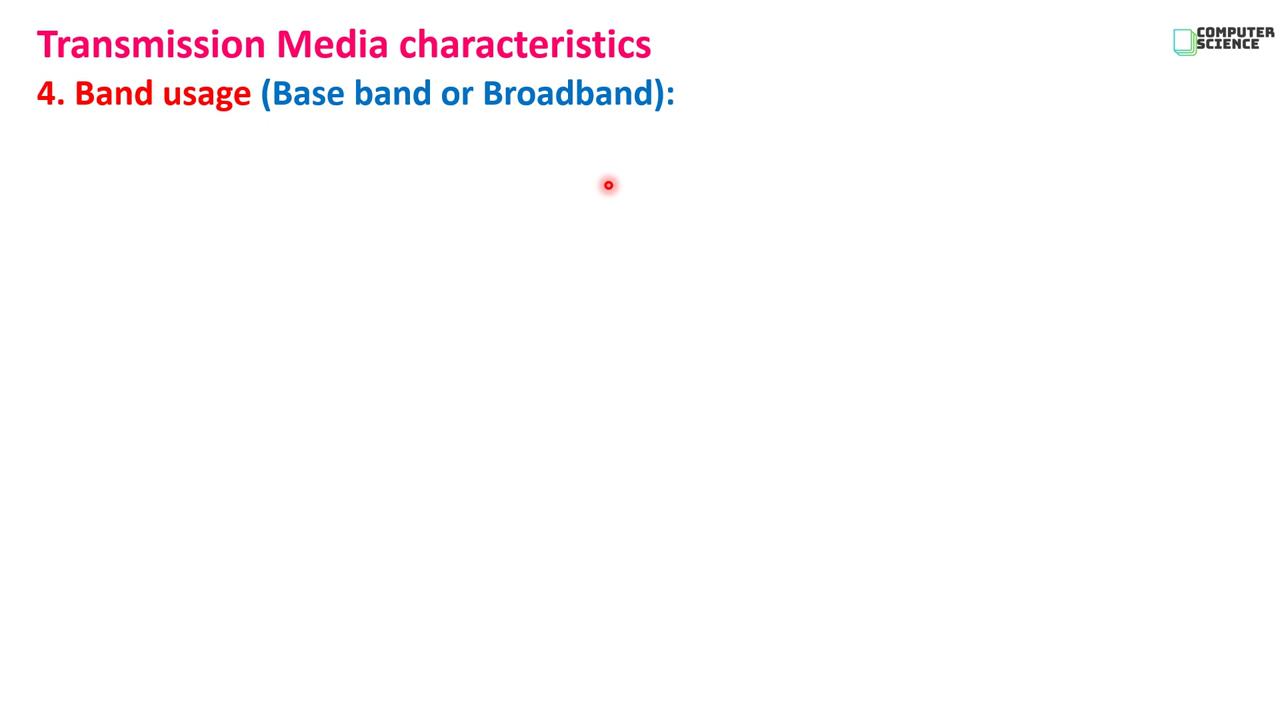 Transmission Media characteristics
COMPUTER
SCIENCE
4. Band usage (Base band or Broadband):